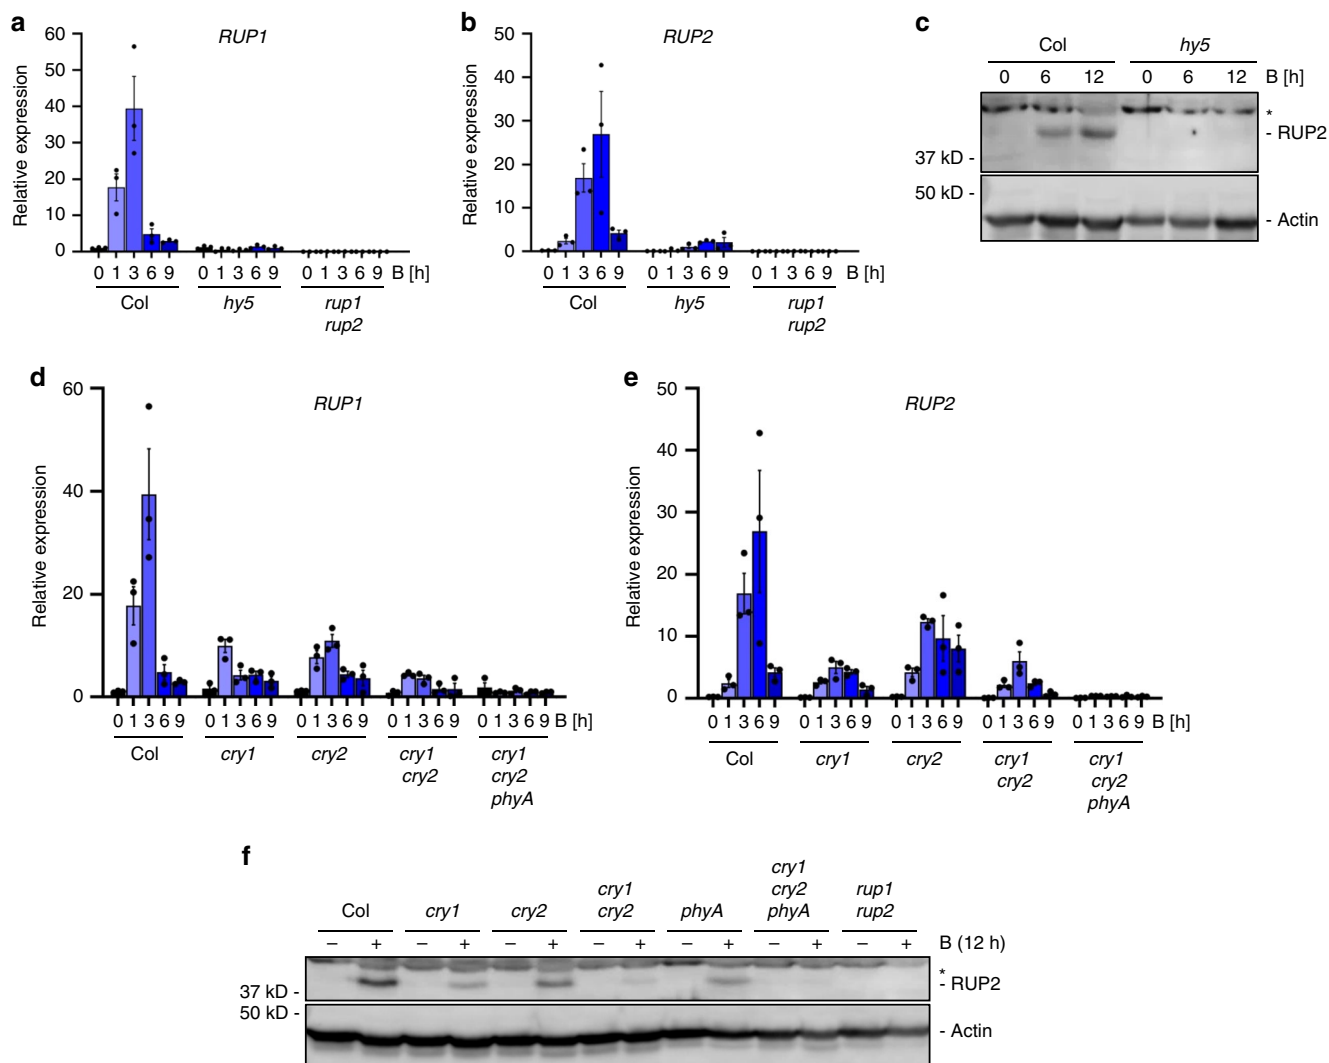 a
RUP1
60
50
40
30
20
10
0
Relative expression
0 1 3 6 9 0 1 3 6 9 0 1 3 6 9 B [h]
Col hy5 rup1
rup2
b
RUP2
50
40
30
20
10
0
Relative expression
0 1 3 6 9 0 1 3 6 9 0 1 3 6 9 B [h]
Col hy5 rup1
rup2
c
Col hy5
0 6 12 0 6 12 B [h]
*
- RUP2
37 kD -
50 kD -
- Actin
d
RUP1
60
40
20
0
Relative expression
0 1 3 6 9 0 1 3 6 9 0 1 3 6 9 0 1 3 6 9 0 1 3 6 9 B [h]
Col cry1 cry2 cry1 cry1
cry2 cry2
phyA
e
RUP2
50
40
30
20
10
0
Relative expression
0 1 3 6 9 0 1 3 6 9 0 1 3 6 9 0 1 3 6 9 0 1 3 6 9 B [h]
Col cry1 cry2 cry1 cry1
cry2 cry2
phyA
f
cry1
cry1 cry2 rup1
Col cry1 cry2 cry2 phyA phyA rup2
– + – + – + – + – + – + – + B (12 h)
*
- RUP2
37 kD -
50 kD -
- Actin